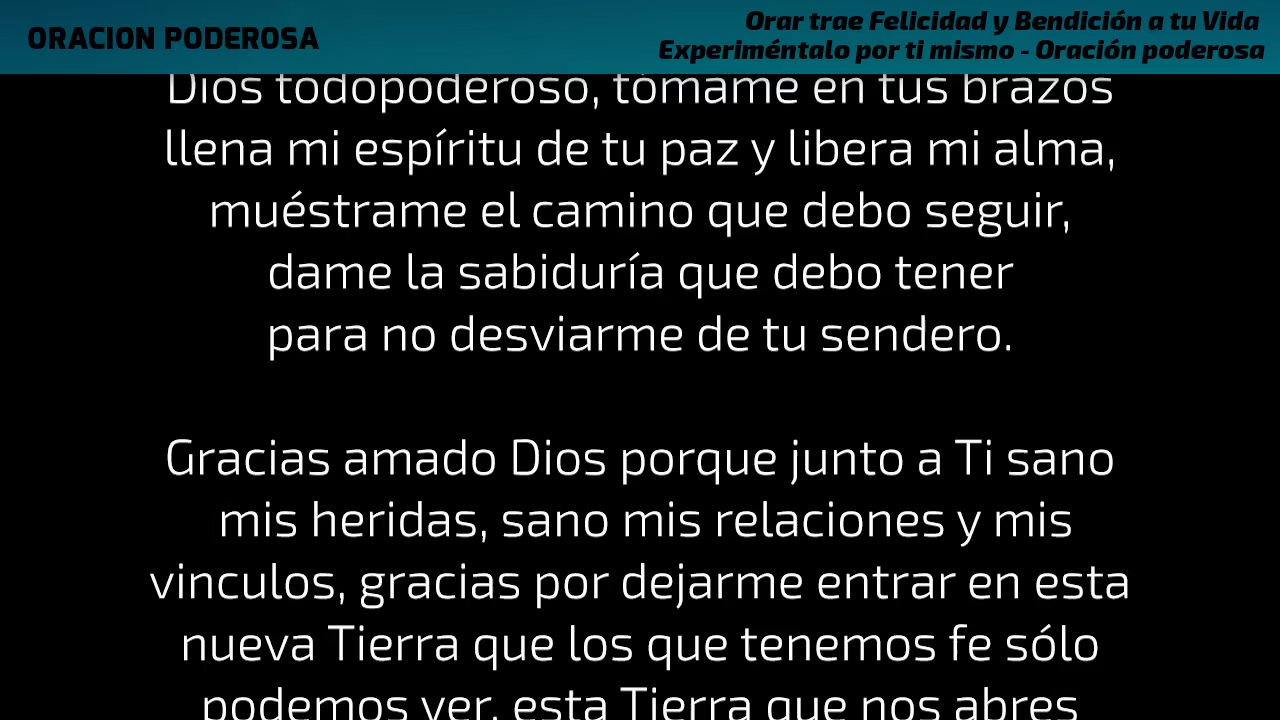 ORACION PODEROSA
Orar trae Felicidad y Bendición a tu Vida
Experiméntalo por ti mismo - Oración poderosa
Dios todopoderoso, tómame en tus brazos
llena mi espíritu de tu paz y libera mi alma,
muéstrame el camino que debo seguir,
dame la sabiduría que debo tener
para no desviarme de tu sendero.
Gracias amado Dios porque junto a Ti sano
mis heridas, sano mis relaciones y mis
vinculos, gracias por dejarme entrar en esta
nueva Tierra que los que tenemos fe sólo
podemos ver, esta Tierra que nos abres